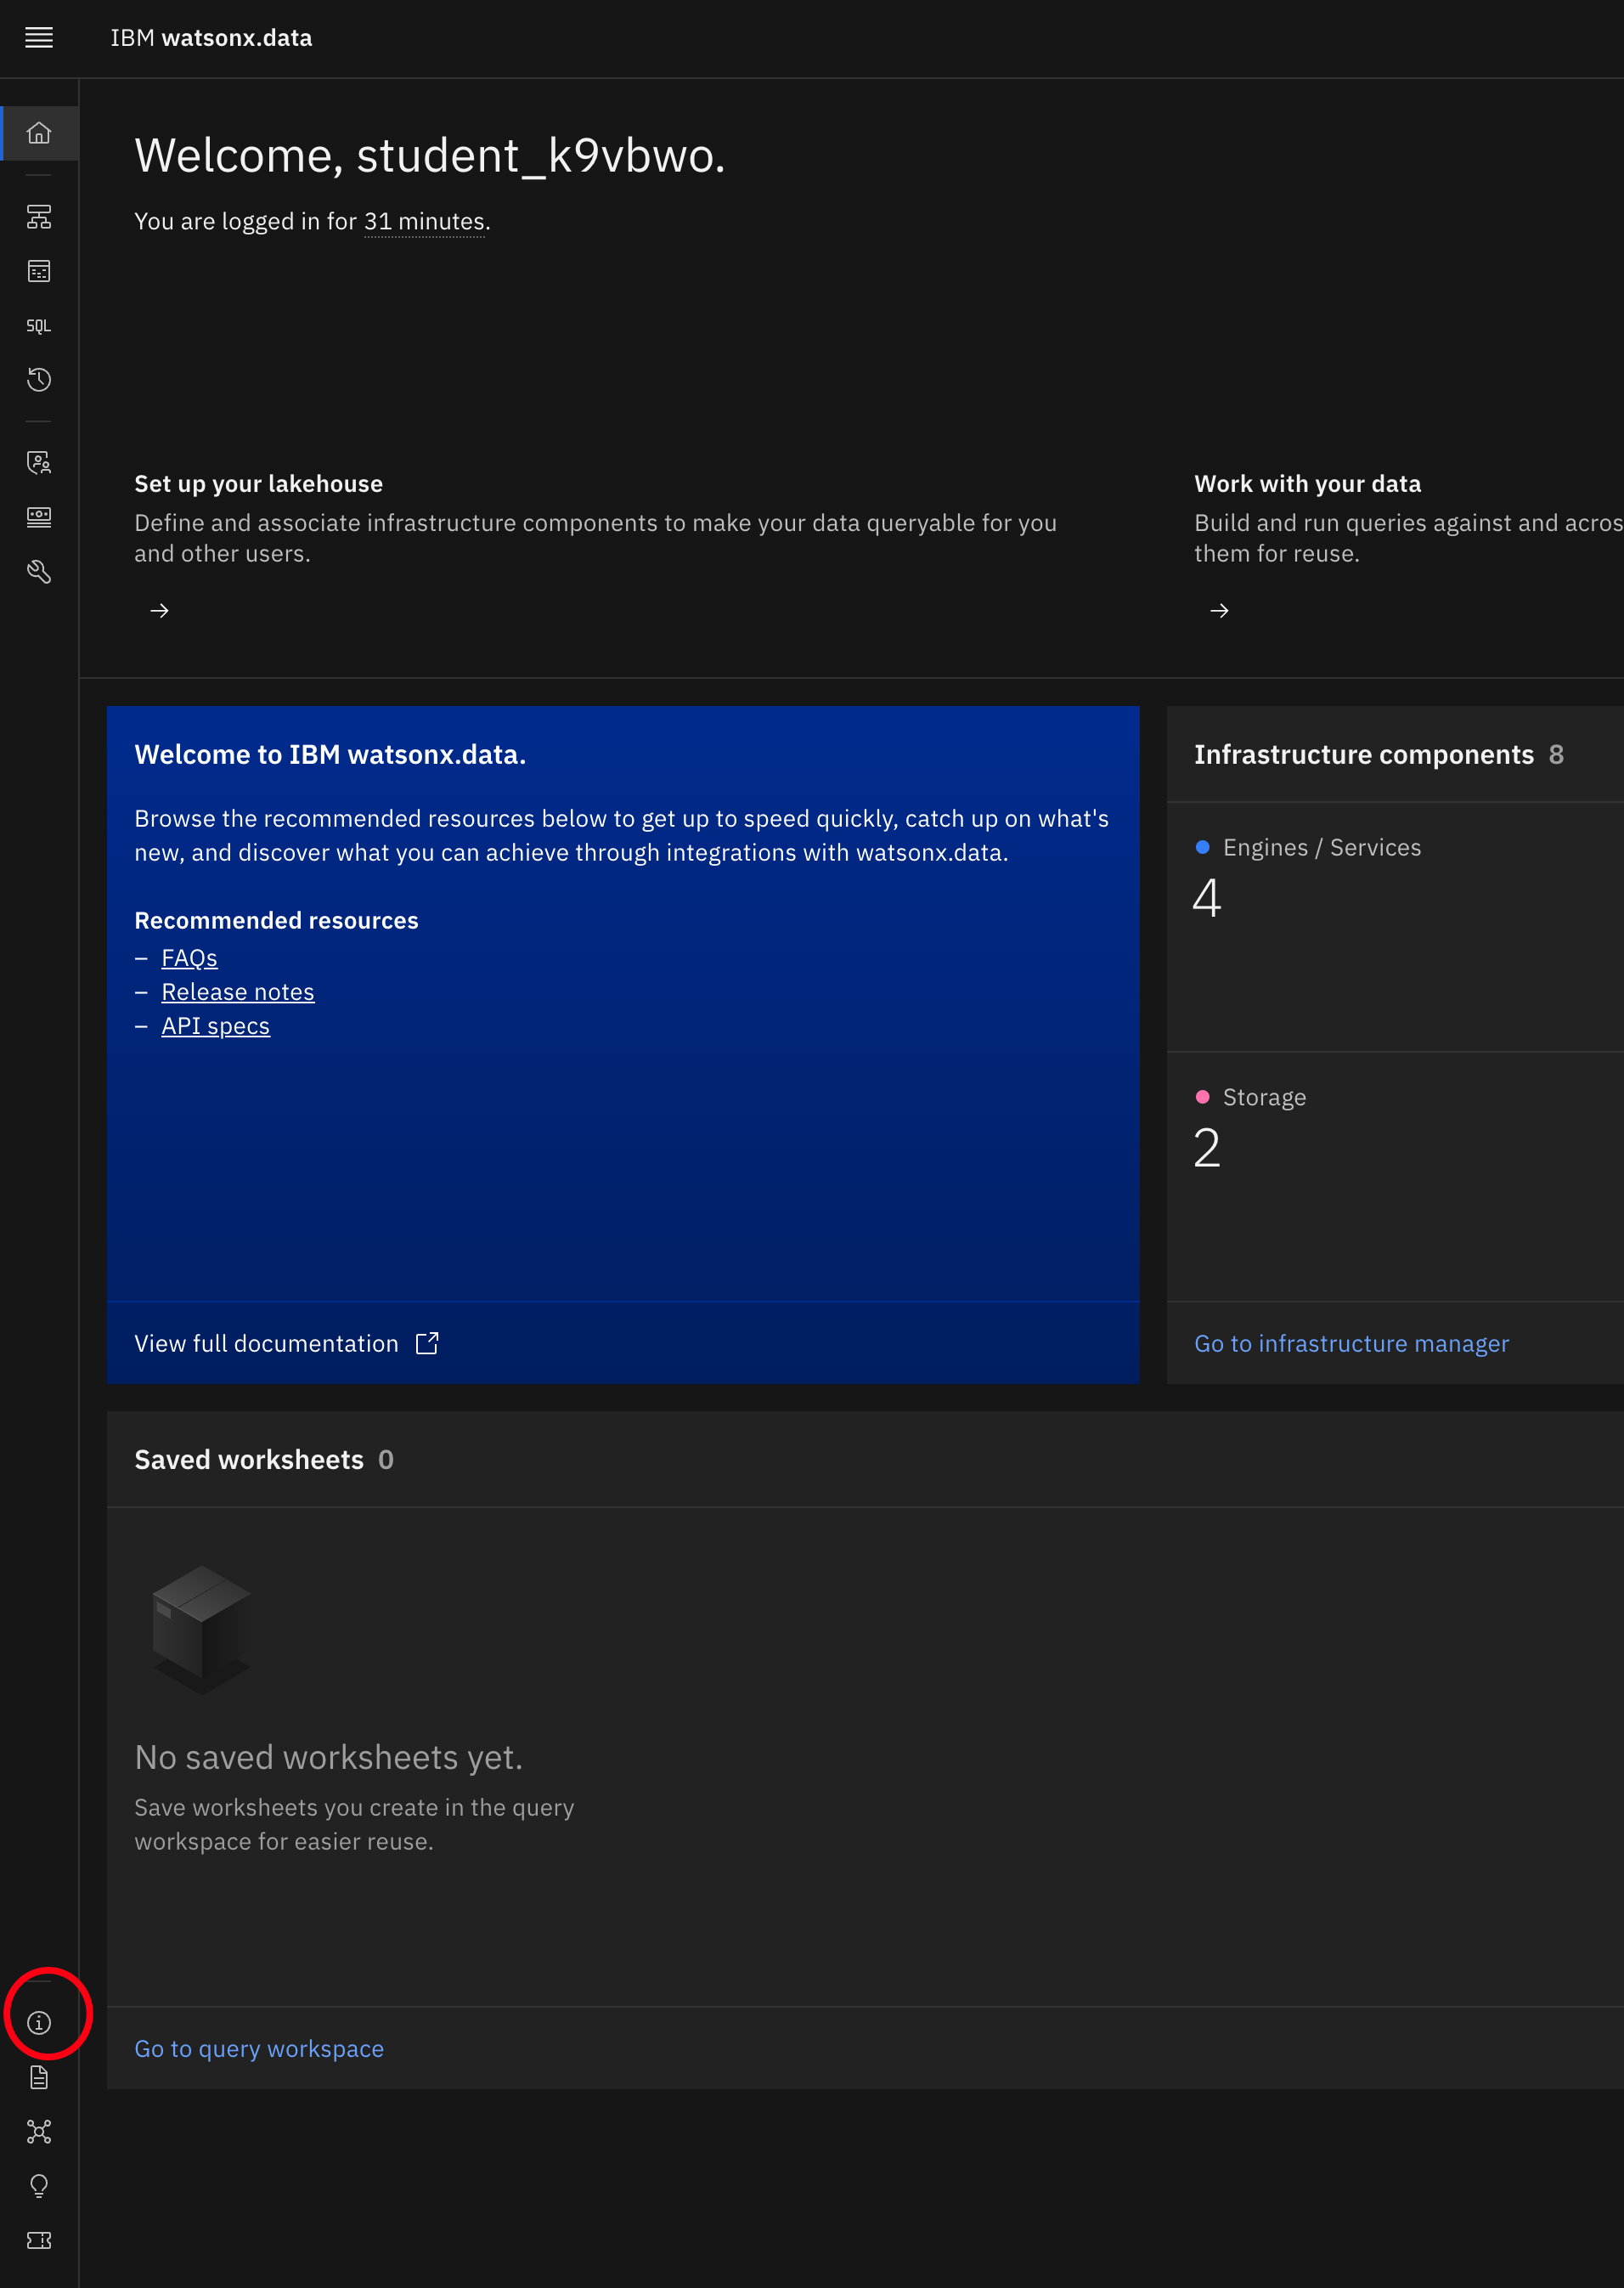 IBM watsonx.data
Welcome, student_k9vbwo.
You are logged in for 31 minutes.
SQL
Set up your lakehouse
Define and associate infrastructure components to make your data queryable for you
and other users.
Work with your data
Build and run queries against and acros
them for reuse.
Welcome to IBM watsonx.data.
Browse the recommended resources below to get up to speed quickly, catch up on what's
new, and discover what you can achieve through integrations with watsonx.data.
Recommended resources
– FAQs
– Release notes
– API specs
View full documentation
Infrastructure components 8
Engines / Services
4
Storage
2
Go to infrastructure manager
Saved worksheets 0
No saved worksheets yet.
Save worksheets you create in the query
workspace for easier reuse.
Go to query workspace